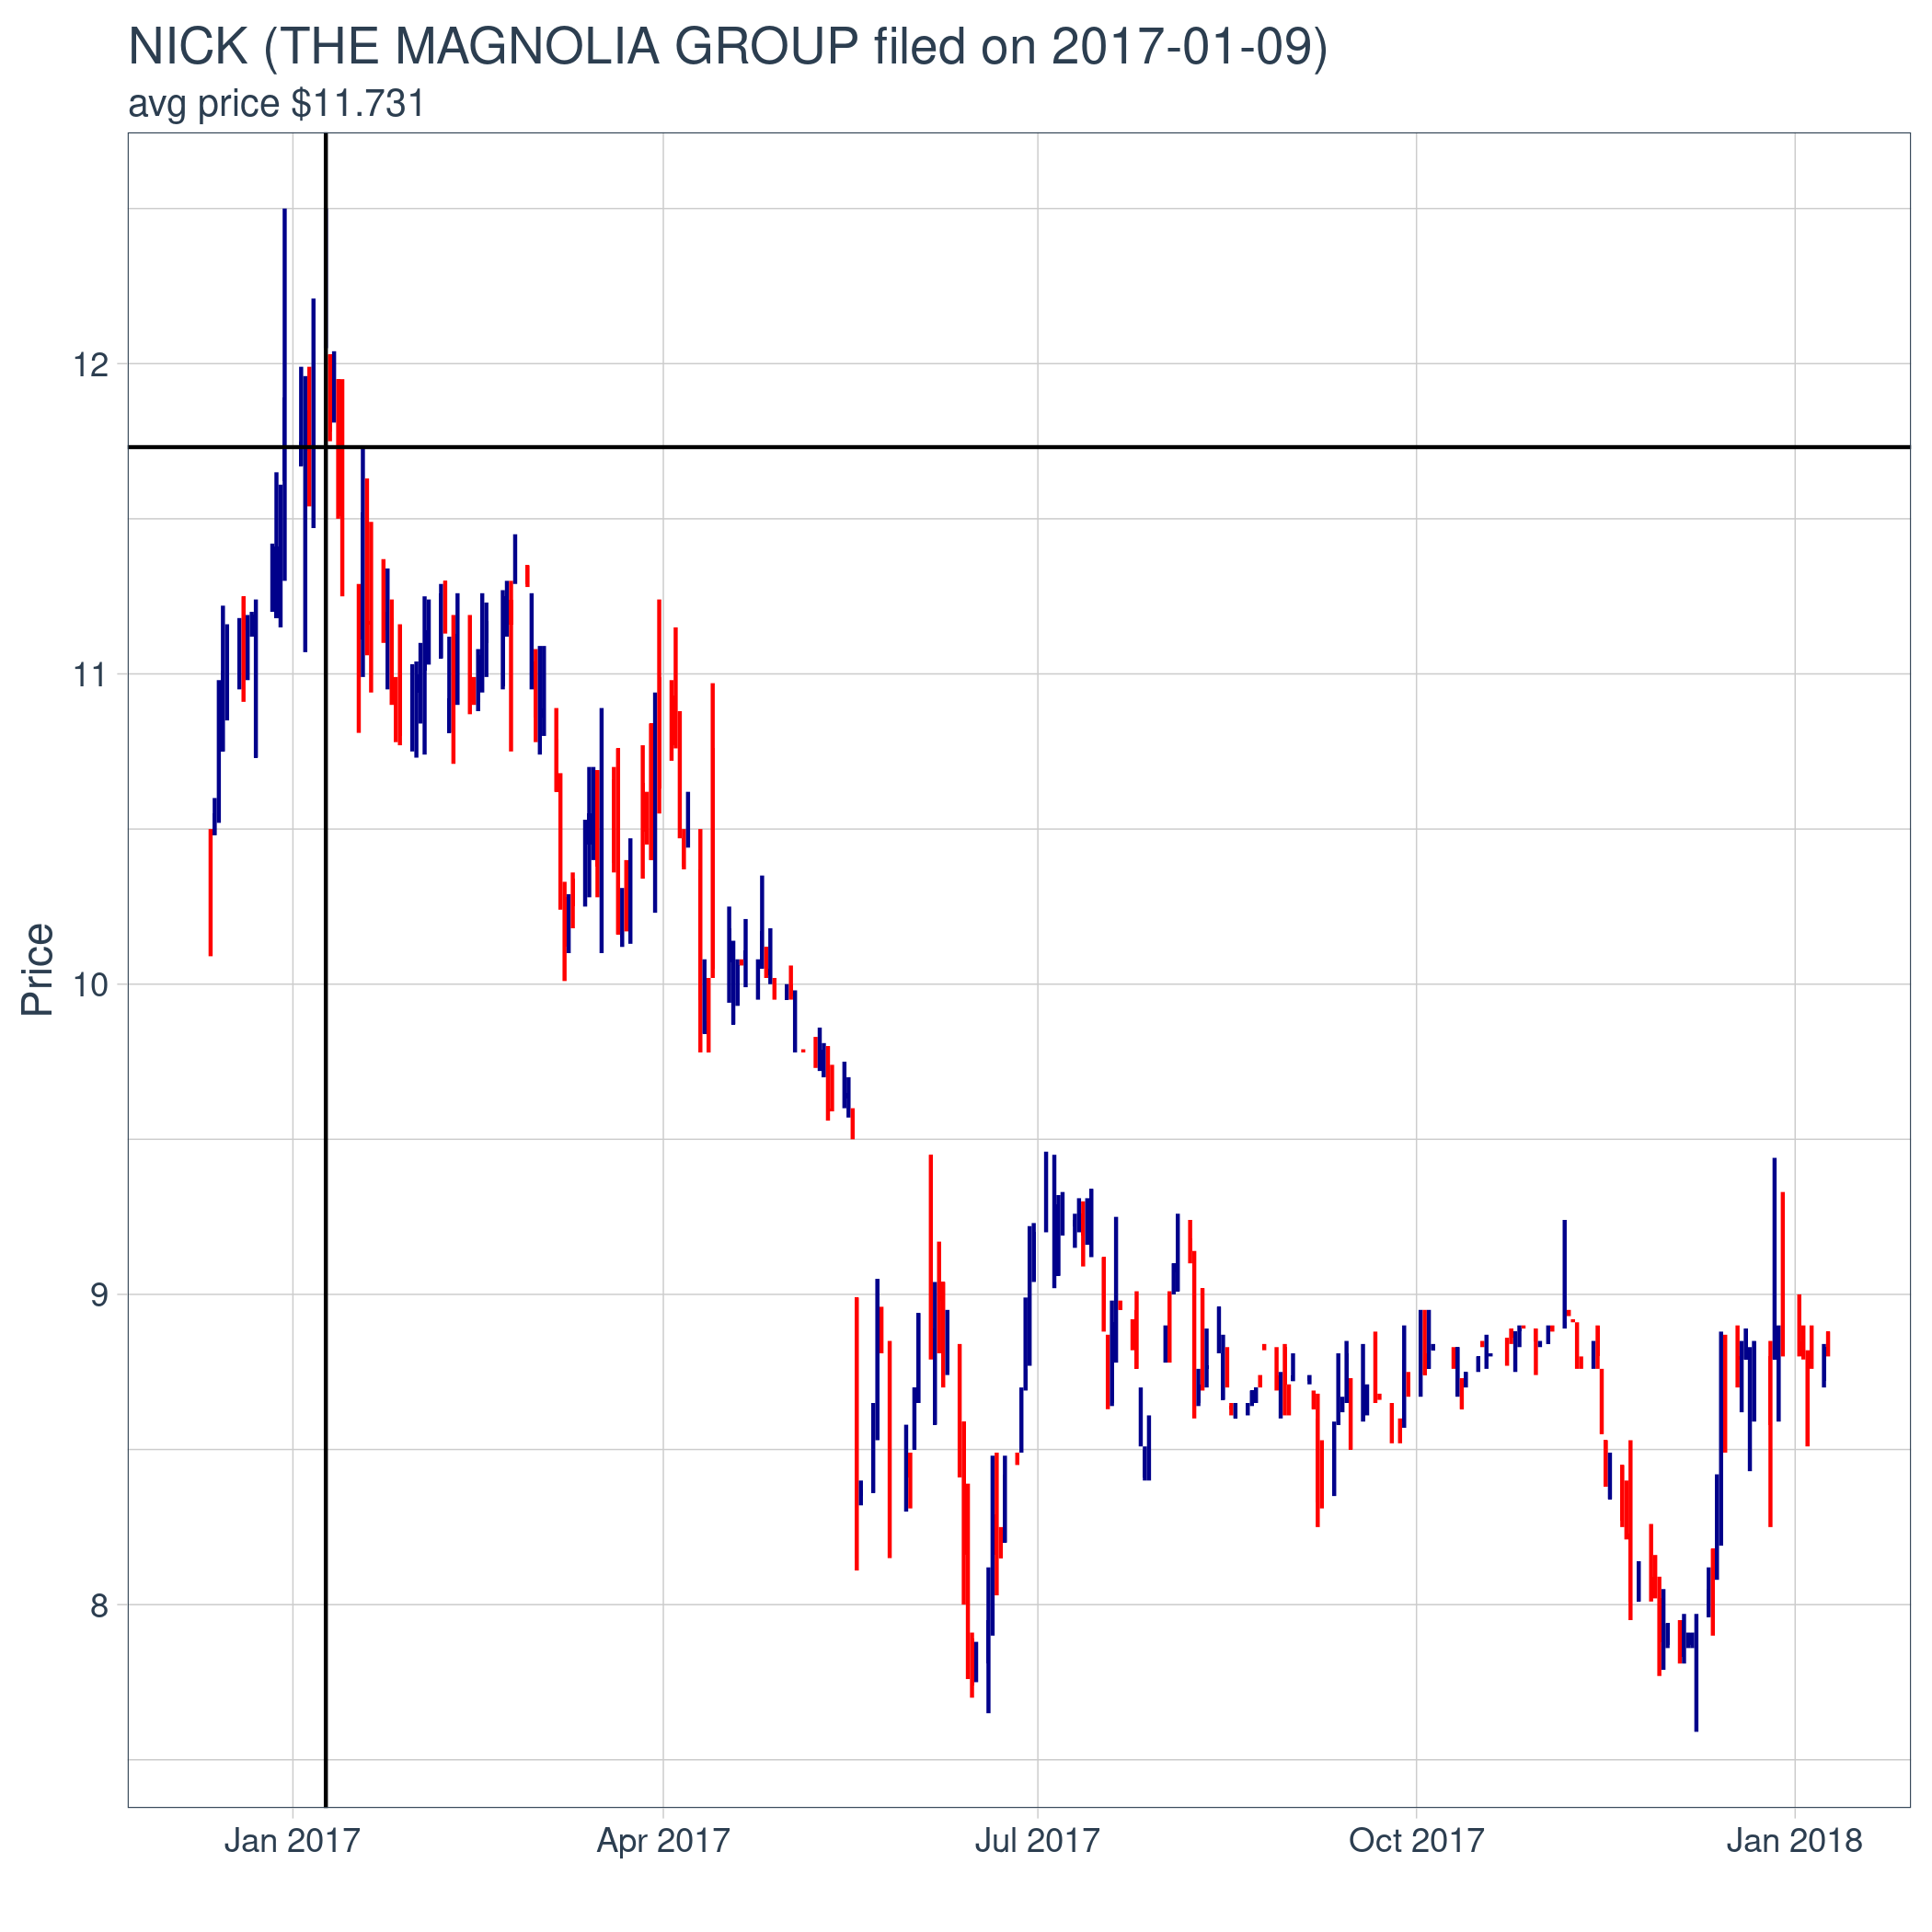 NICK (THE MAGNOLIA GROUP filed on 2017-01-09)
avg price $11.731
Price
12
11
10
9
8
Jan 2017
Apr 2017
Jul 2017
Oct 2017
Jan 2018